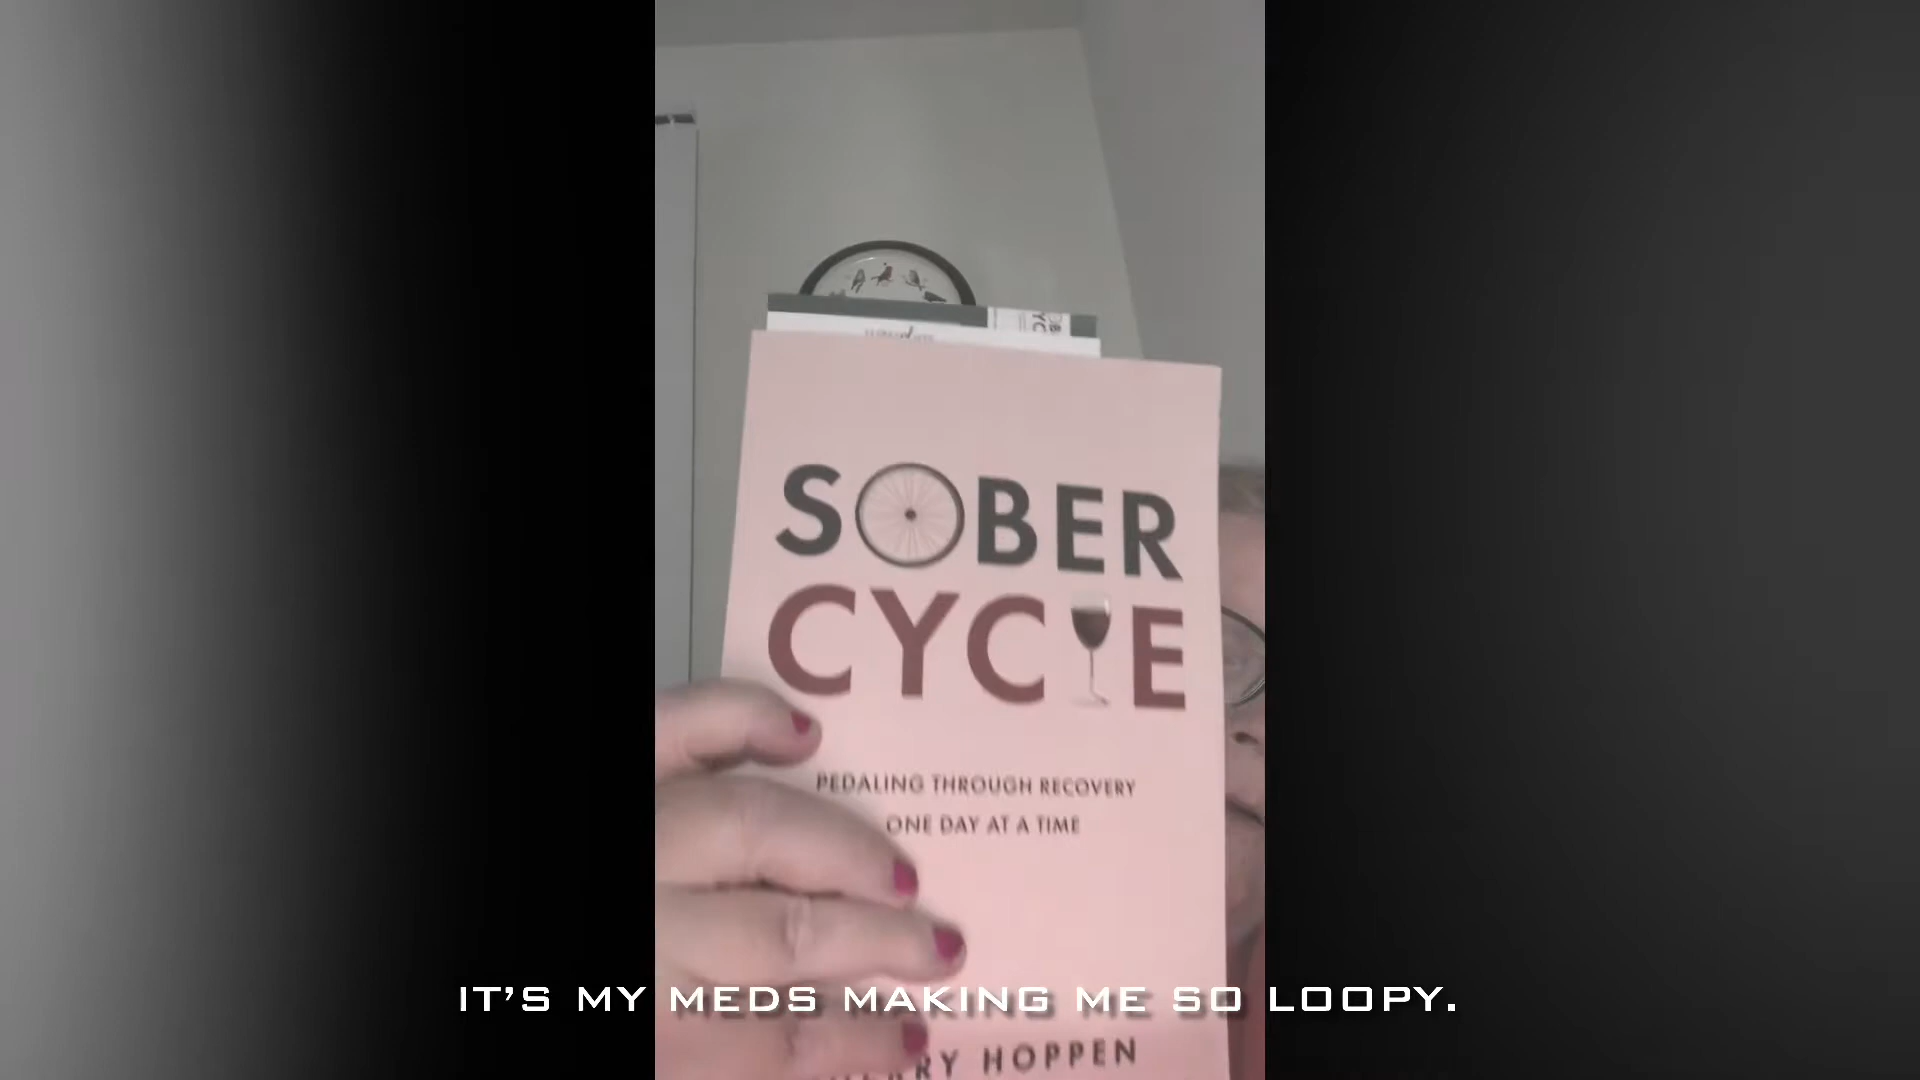 SOBER
CYCLE
PEDALING THROUGH RECOVERY
ONE DAY AT A TIME
IT'S MY MEDS MAKING ME SO LOOPY.
HOPPEN